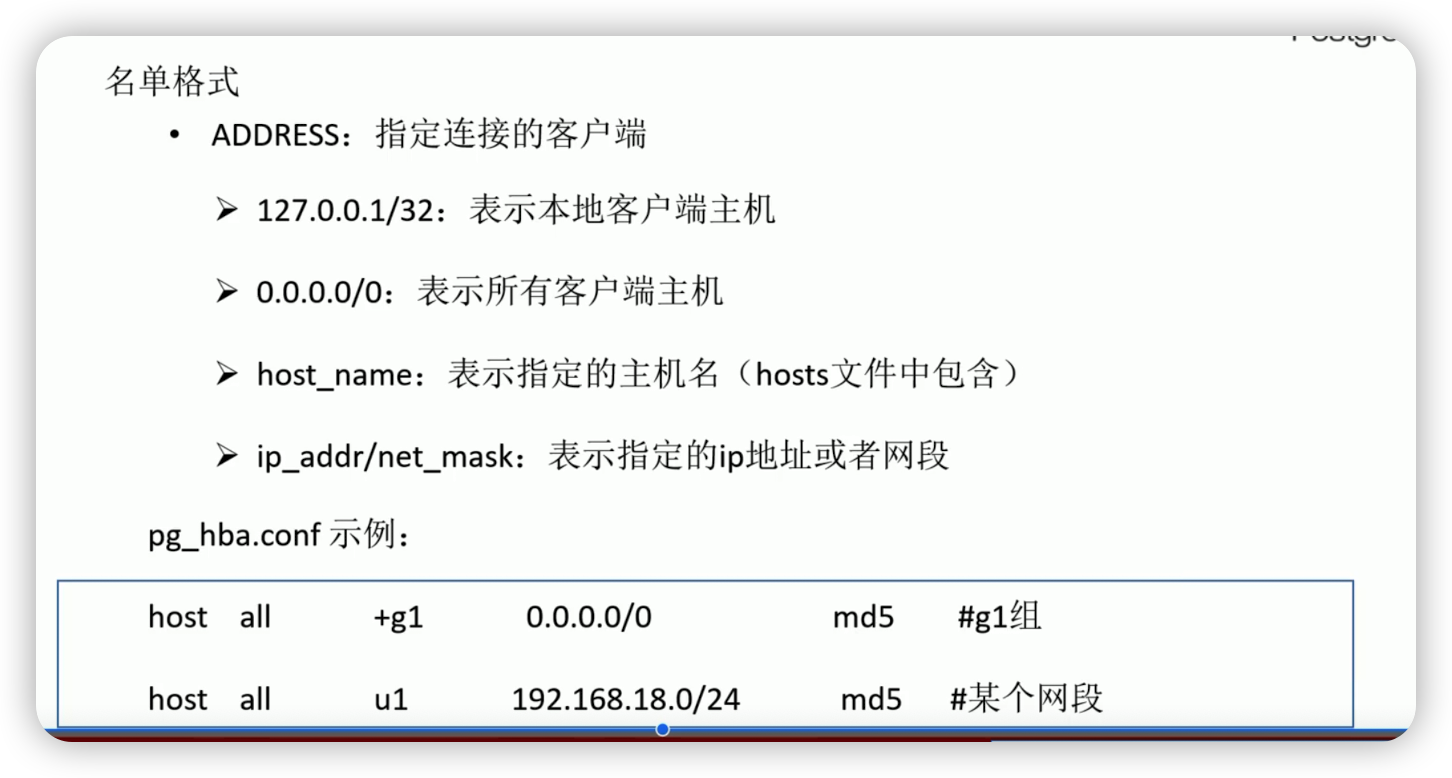 名单格式
• ADDRESS：指定连接的客户端
➢ 127.0.0.1/32：表示本地客户端主机
➢ 0.0.0.0/0：表示所有客户端主机
➢ host_name：表示指定的主机名（hosts文件中包含）
➢ ip_addr/net_mask：表示指定的ip地址或者网段
pg_hba.conf 示例：
host all +g1 0.0.0.0/0 md5 #g1组
host all u1 192.168.18.0/24 md5 #某个网段